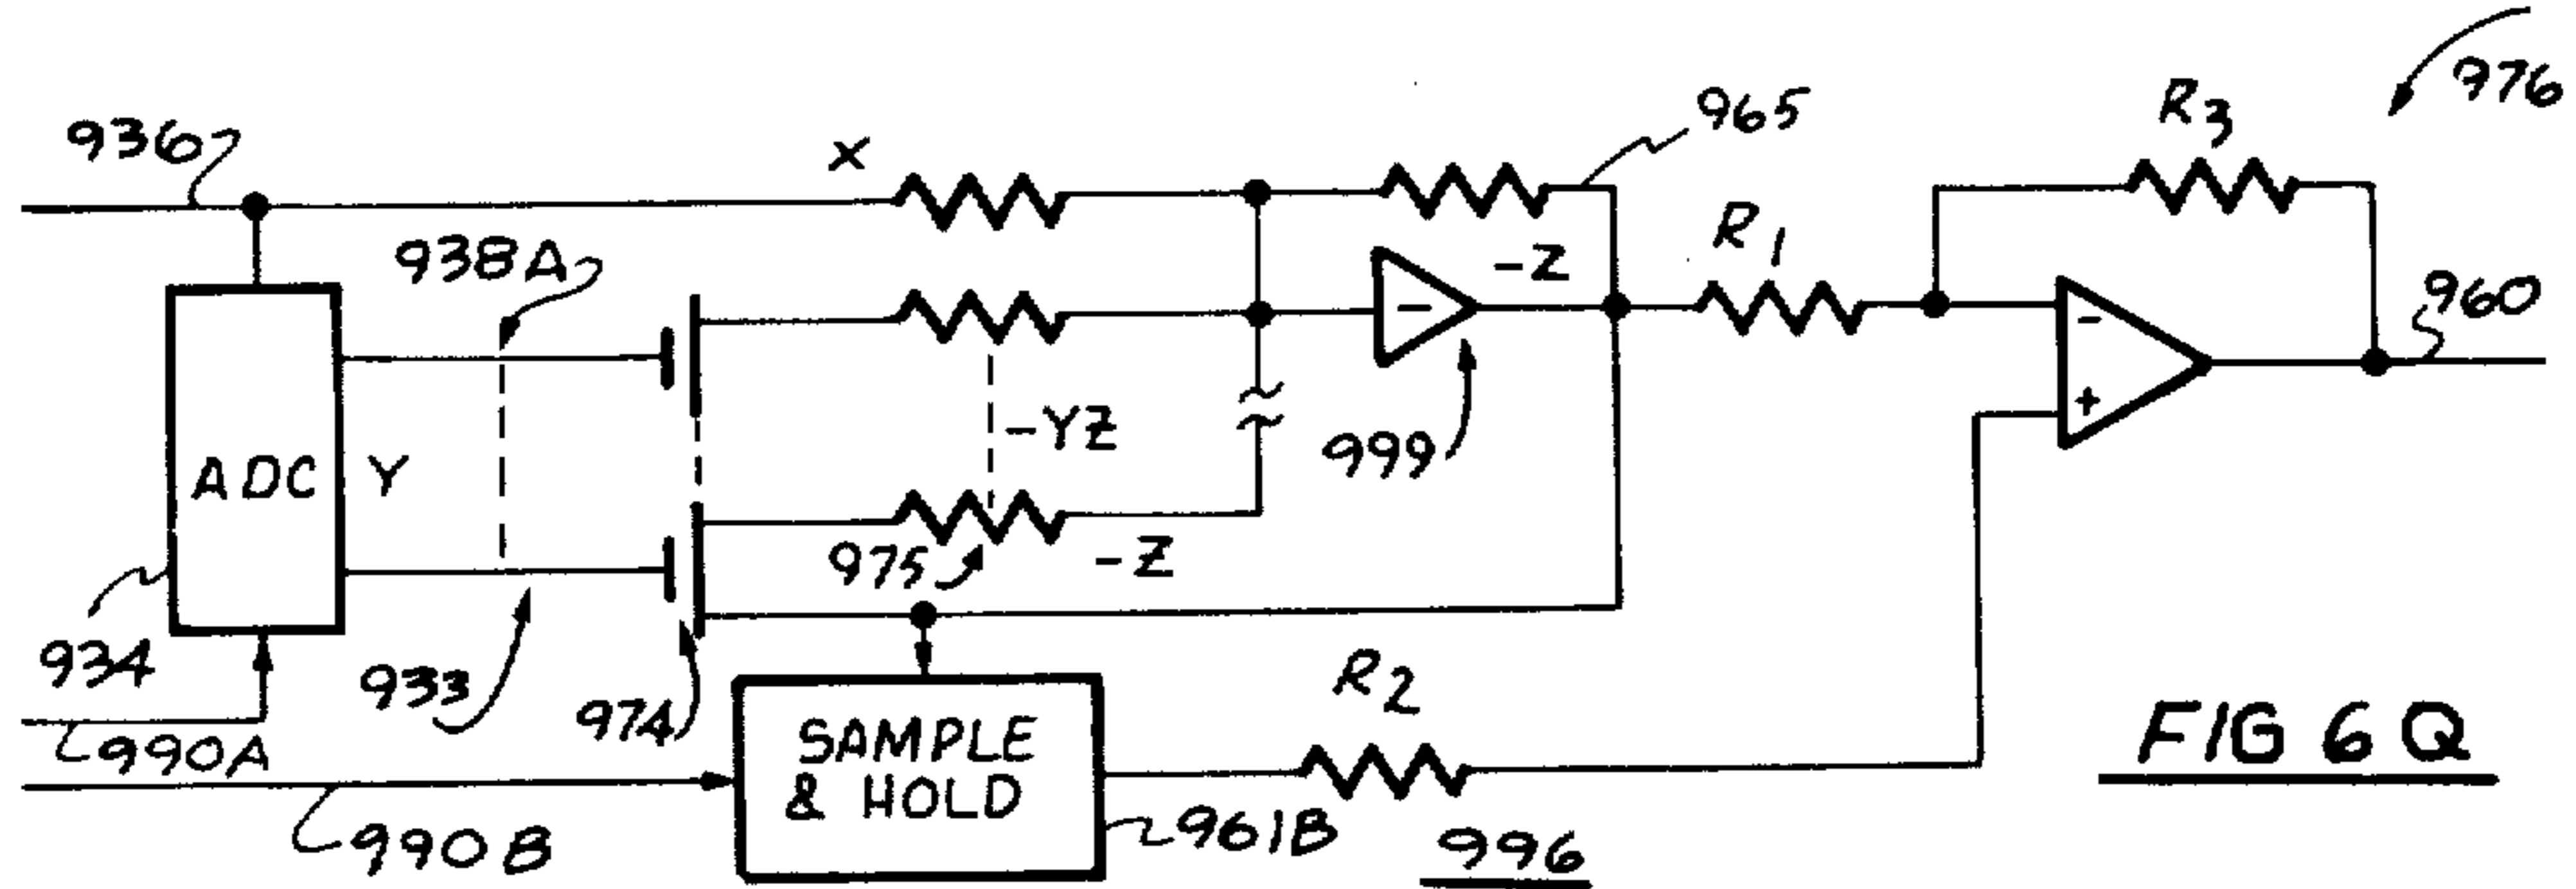 976
R3
965
936
X
R1
938A
-Z
960
-
-
+
ADC
Y
-YZ
999
975
-Z
934
933
974
R2
SAMPLE
& HOLD
990A
990B
961B
996
FIG 6Q